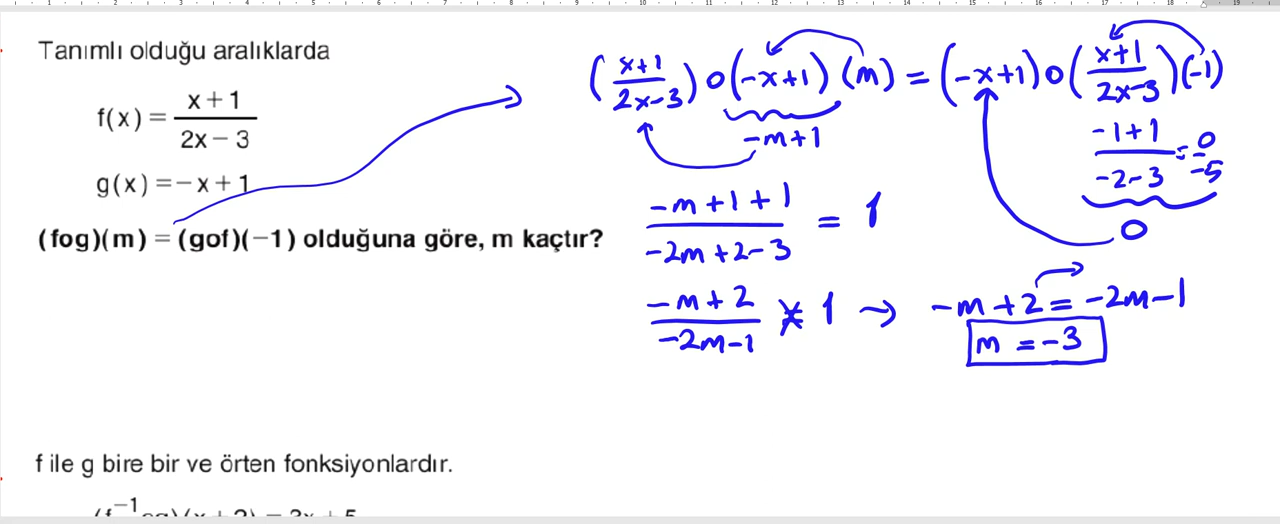 Tanımlı olduğu aralıklarda
f(x) = x + 1 / 2x − 3
g(x) = − x + 1
(fog)(m) = (gof)(−1) olduğuna göre, m kaçtır?
(x+1 / 2x−3) o (−x+1) (m) = (−x+1) o (x+1 / 2x−3) (−1)
−m+1
−1+1 / −2−3 = 0 / −5
0
−m+1+1 / −2m+2−3 = 1
−m+2 / −2m−1 = 1 → −m+2 = −2m−1
m = −3
f ile g bire bir ve örten fonksiyonlardır.